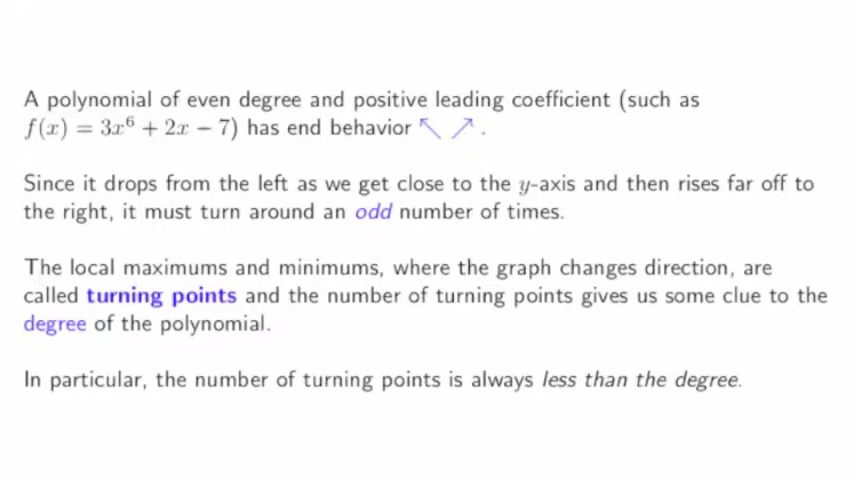 A polynomial of even degree and positive leading coefficient (such as
f(x) = 3x⁶ + 2x − 7) has end behavior ↖ ↗ .
Since it drops from the left as we get close to the y-axis and then rises far off to
the right, it must turn around an odd number of times.
The local maximums and minimums, where the graph changes direction, are
called turning points and the number of turning points gives us some clue to the
degree of the polynomial.
In particular, the number of turning points is always less than the degree.